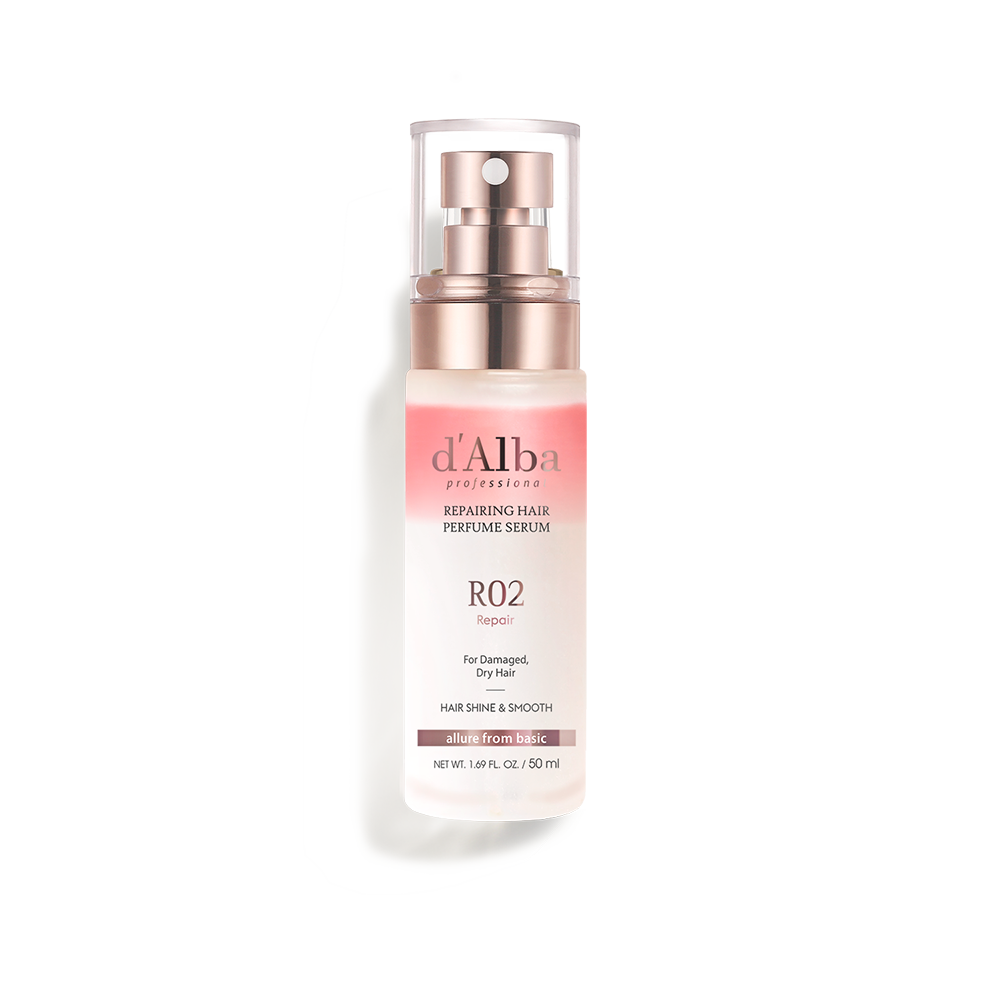 d'Alba
professiona
REPAIRING HAIR
PERFUME SERUM
R02
Repair
For Damaged,
Dry Hair
HAIR SHINE & SMOOTH
allure from basic
NET WT. 1.69 FL. OZ. / 50 ml